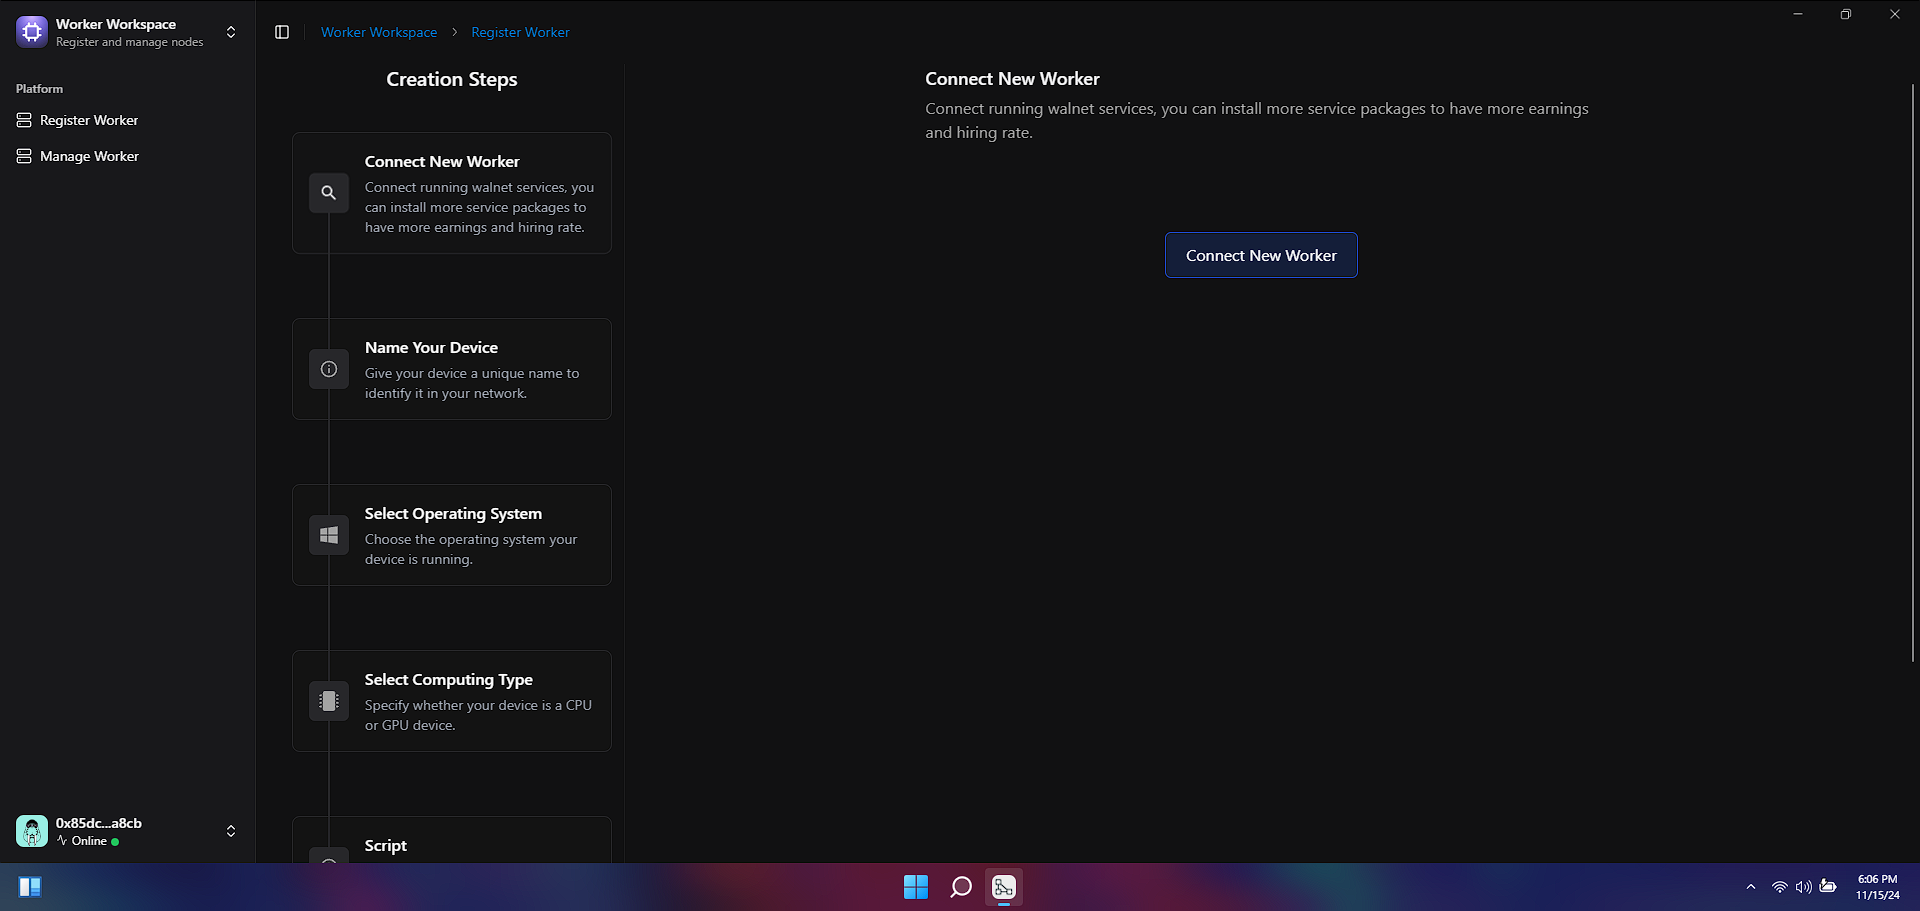 Worker Workspace
Register and manage nodes
Platform
Register Worker
Manage Worker
0x85dc...a8cb
Online
Worker Workspace > Register Worker
Creation Steps
Connect New Worker
Connect running walnet services, you
can install more service packages to
have more earnings and hiring rate.
Name Your Device
Give your device a unique name to
identify it in your network.
Select Operating System
Choose the operating system your
device is running.
Select Computing Type
Specify whether your device is a CPU
or GPU device.
Script
Connect New Worker
Connect running walnet services, you can install more service packages to have more earnings
and hiring rate.
Connect New Worker
6:06 PM
11/15/24